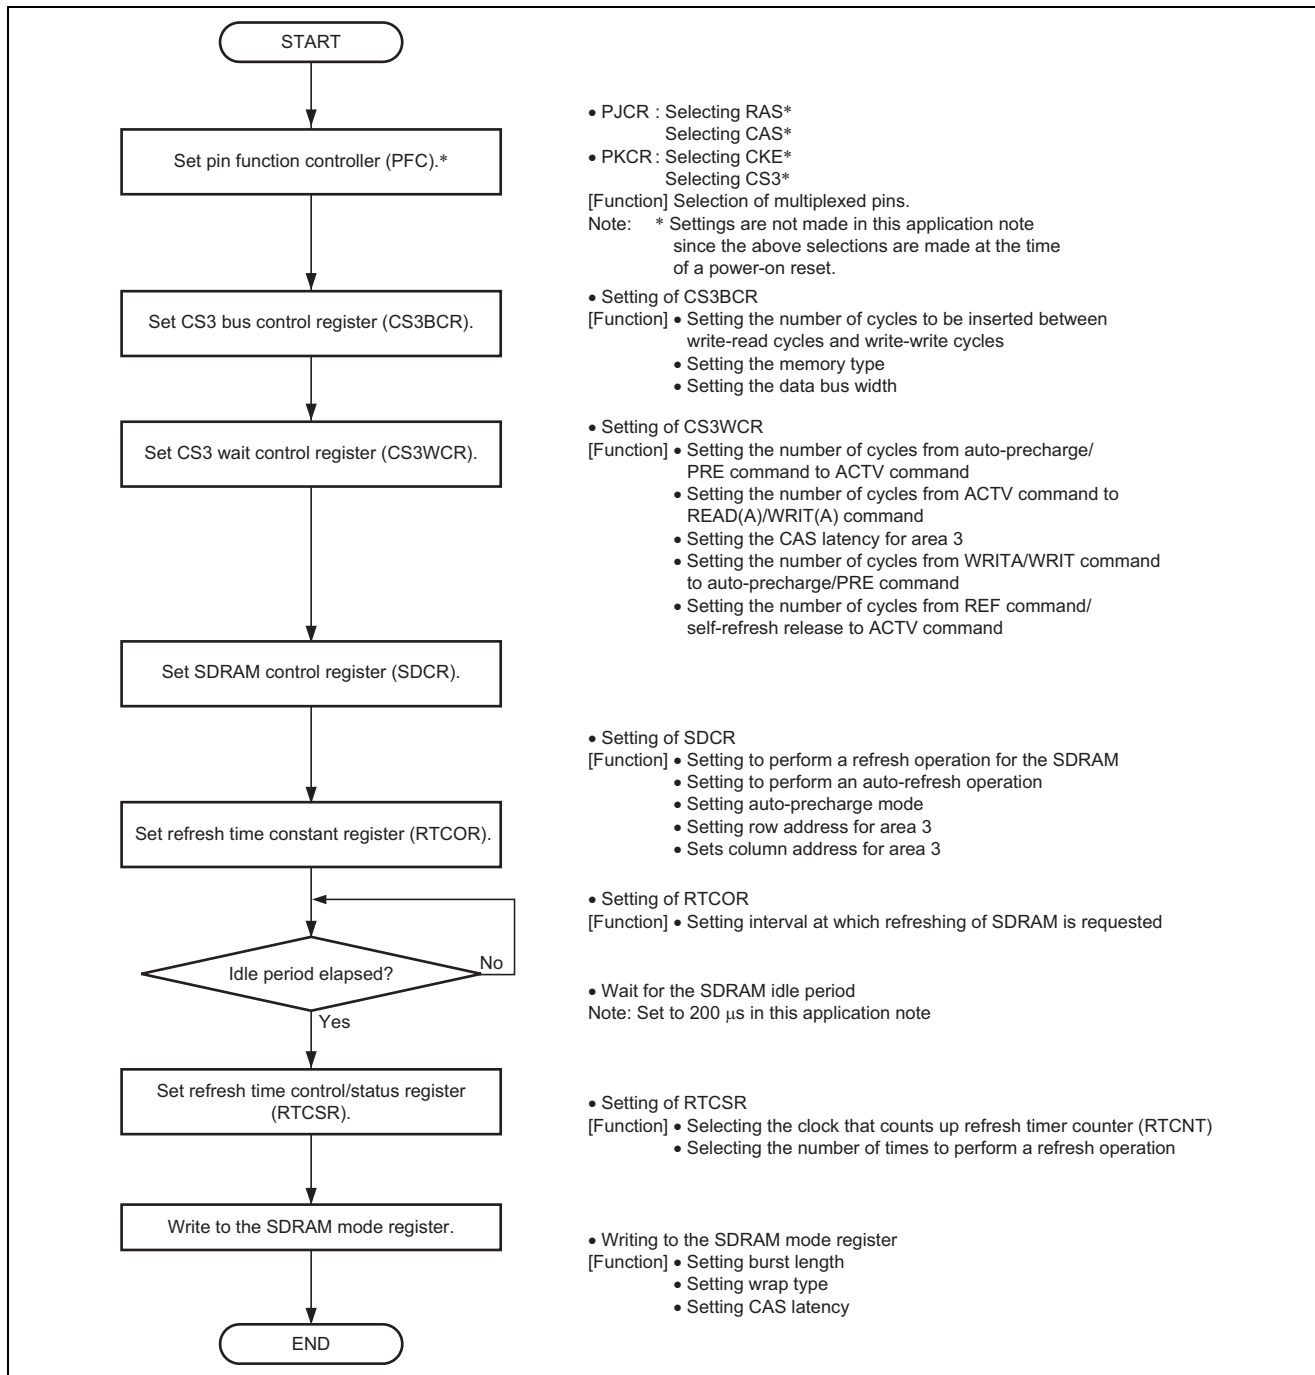 START
Set pin function controller (PFC).*
• PJCR : Selecting RAS*
Selecting CAS*
• PKCR : Selecting CKE*
Selecting CS3*
[Function] Selection of multiplexed pins.
Note: * Settings are not made in this application note
since the above selections are made at the time
of a power-on reset.
Set CS3 bus control register (CS3BCR).
• Setting of CS3BCR
[Function] • Setting the number of cycles to be inserted between
write-read cycles and write-write cycles
• Setting the memory type
• Setting the data bus width
Set CS3 wait control register (CS3WCR).
• Setting of CS3WCR
[Function] • Setting the number of cycles from auto-precharge/
PRE command to ACTV command
• Setting the number of cycles from ACTV command to
READ(A)/WRIT(A) command
• Setting the CAS latency for area 3
• Setting the number of cycles from WRITA/WRIT command
to auto-precharge/PRE command
• Setting the number of cycles from REF command/
self-refresh release to ACTV command
Set SDRAM control register (SDCR).
• Setting of SDCR
[Function] • Setting to perform a refresh operation for the SDRAM
• Setting to perform an auto-refresh operation
• Setting auto-precharge mode
• Setting row address for area 3
• Sets column address for area 3
Set refresh time constant register (RTCOR).
• Setting of RTCOR
[Function] • Setting interval at which refreshing of SDRAM is requested
Idle period elapsed?
No
Yes
• Wait for the SDRAM idle period
Note: Set to 200 μs in this application note
Set refresh time control/status register
(RTCSR).
• Setting of RTCSR
[Function] • Selecting the clock that counts up refresh timer counter (RTCNT)
• Selecting the number of times to perform a refresh operation
Write to the SDRAM mode register.
• Writing to the SDRAM mode register
[Function] • Setting burst length
• Setting wrap type
• Setting CAS latency
END